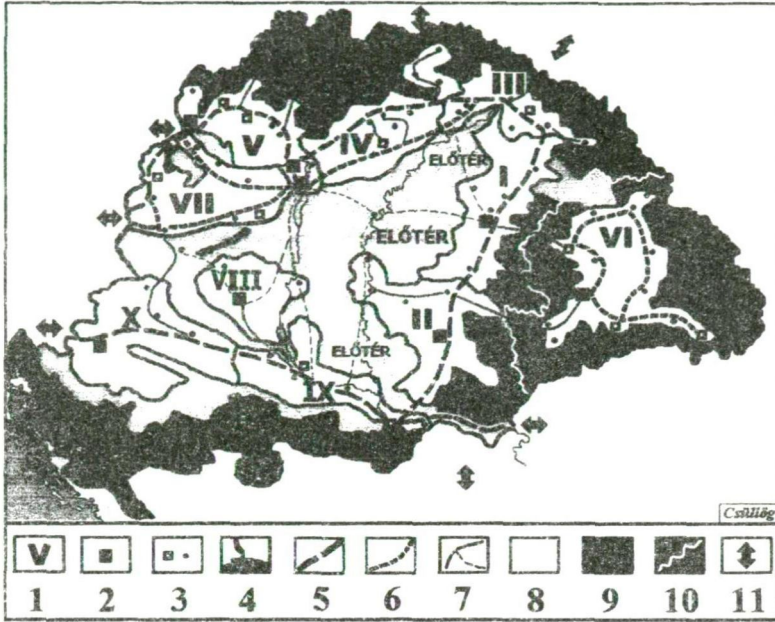 III
V
IV
ELŐTÉR
I
VII
ELŐTÉR
VI
VIII
X
II
ELŐTÉR
IX
Csüllög
V
1 2 3 4 5 6 7 8 9 10 11